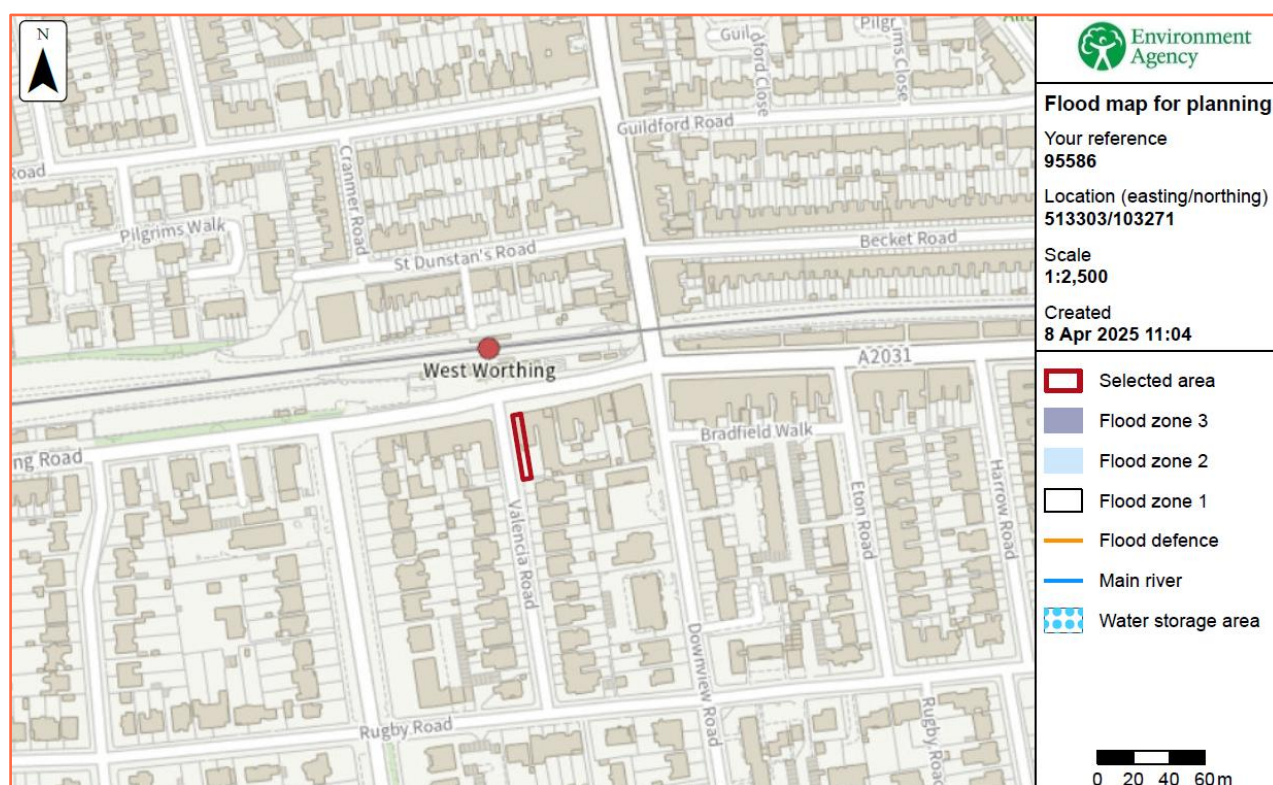 N
Guildford Close
Pilgrims Close
Guildford Road
Road
Cranmer Road
Pilgrims Walk
St Dunstan's Road
Becket Road
West Worthing
A2031
ng Road
Bradfield Walk
Valencia Road
Eton Road
Harrow Road
Downview Road
Rugby Road
Rugby Road
Environment
Agency
Flood map for planning
Your reference
95586
Location (easting/northing)
513303/103271
Scale
1:2,500
Created
8 Apr 2025 11:04
Selected area
Flood zone 3
Flood zone 2
Flood zone 1
Flood defence
Main river
Water storage area
0 20 40 60m